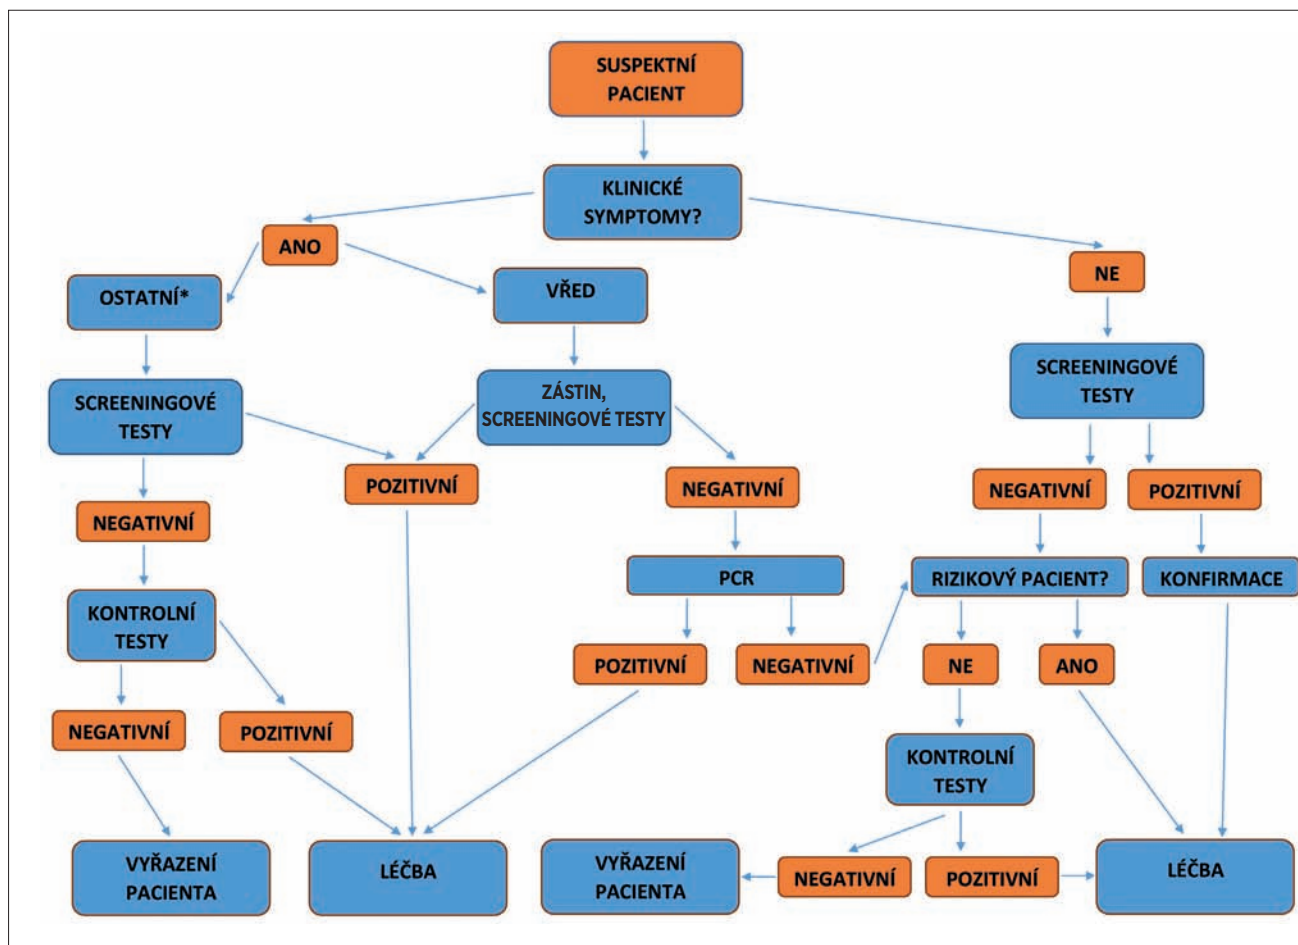 SUSPEKTNÍ
PACIENT
KLINICKÉ
SYMPTOMY?
ANO
NE
OSTATNÍ*
VŘED
SCREENINGOVÉ
TESTY
ZÁSTIN,
SCREENINGOVÉ TESTY
SCREENINGOVÉ
TESTY
POZITIVNÍ
NEGATIVNÍ
NEGATIVNÍ
POZITIVNÍ
NEGATIVNÍ
PCR
RIZIKOVÝ PACIENT?
KONFIRMACE
KONTROLNÍ
TESTY
POZITIVNÍ
NEGATIVNÍ
NE
ANO
NEGATIVNÍ
POZITIVNÍ
KONTROLNÍ
TESTY
VYŘAZENÍ
PACIENTA
LÉČBA
VYŘAZENÍ
PACIENTA
NEGATIVNÍ
POZITIVNÍ
LÉČBA